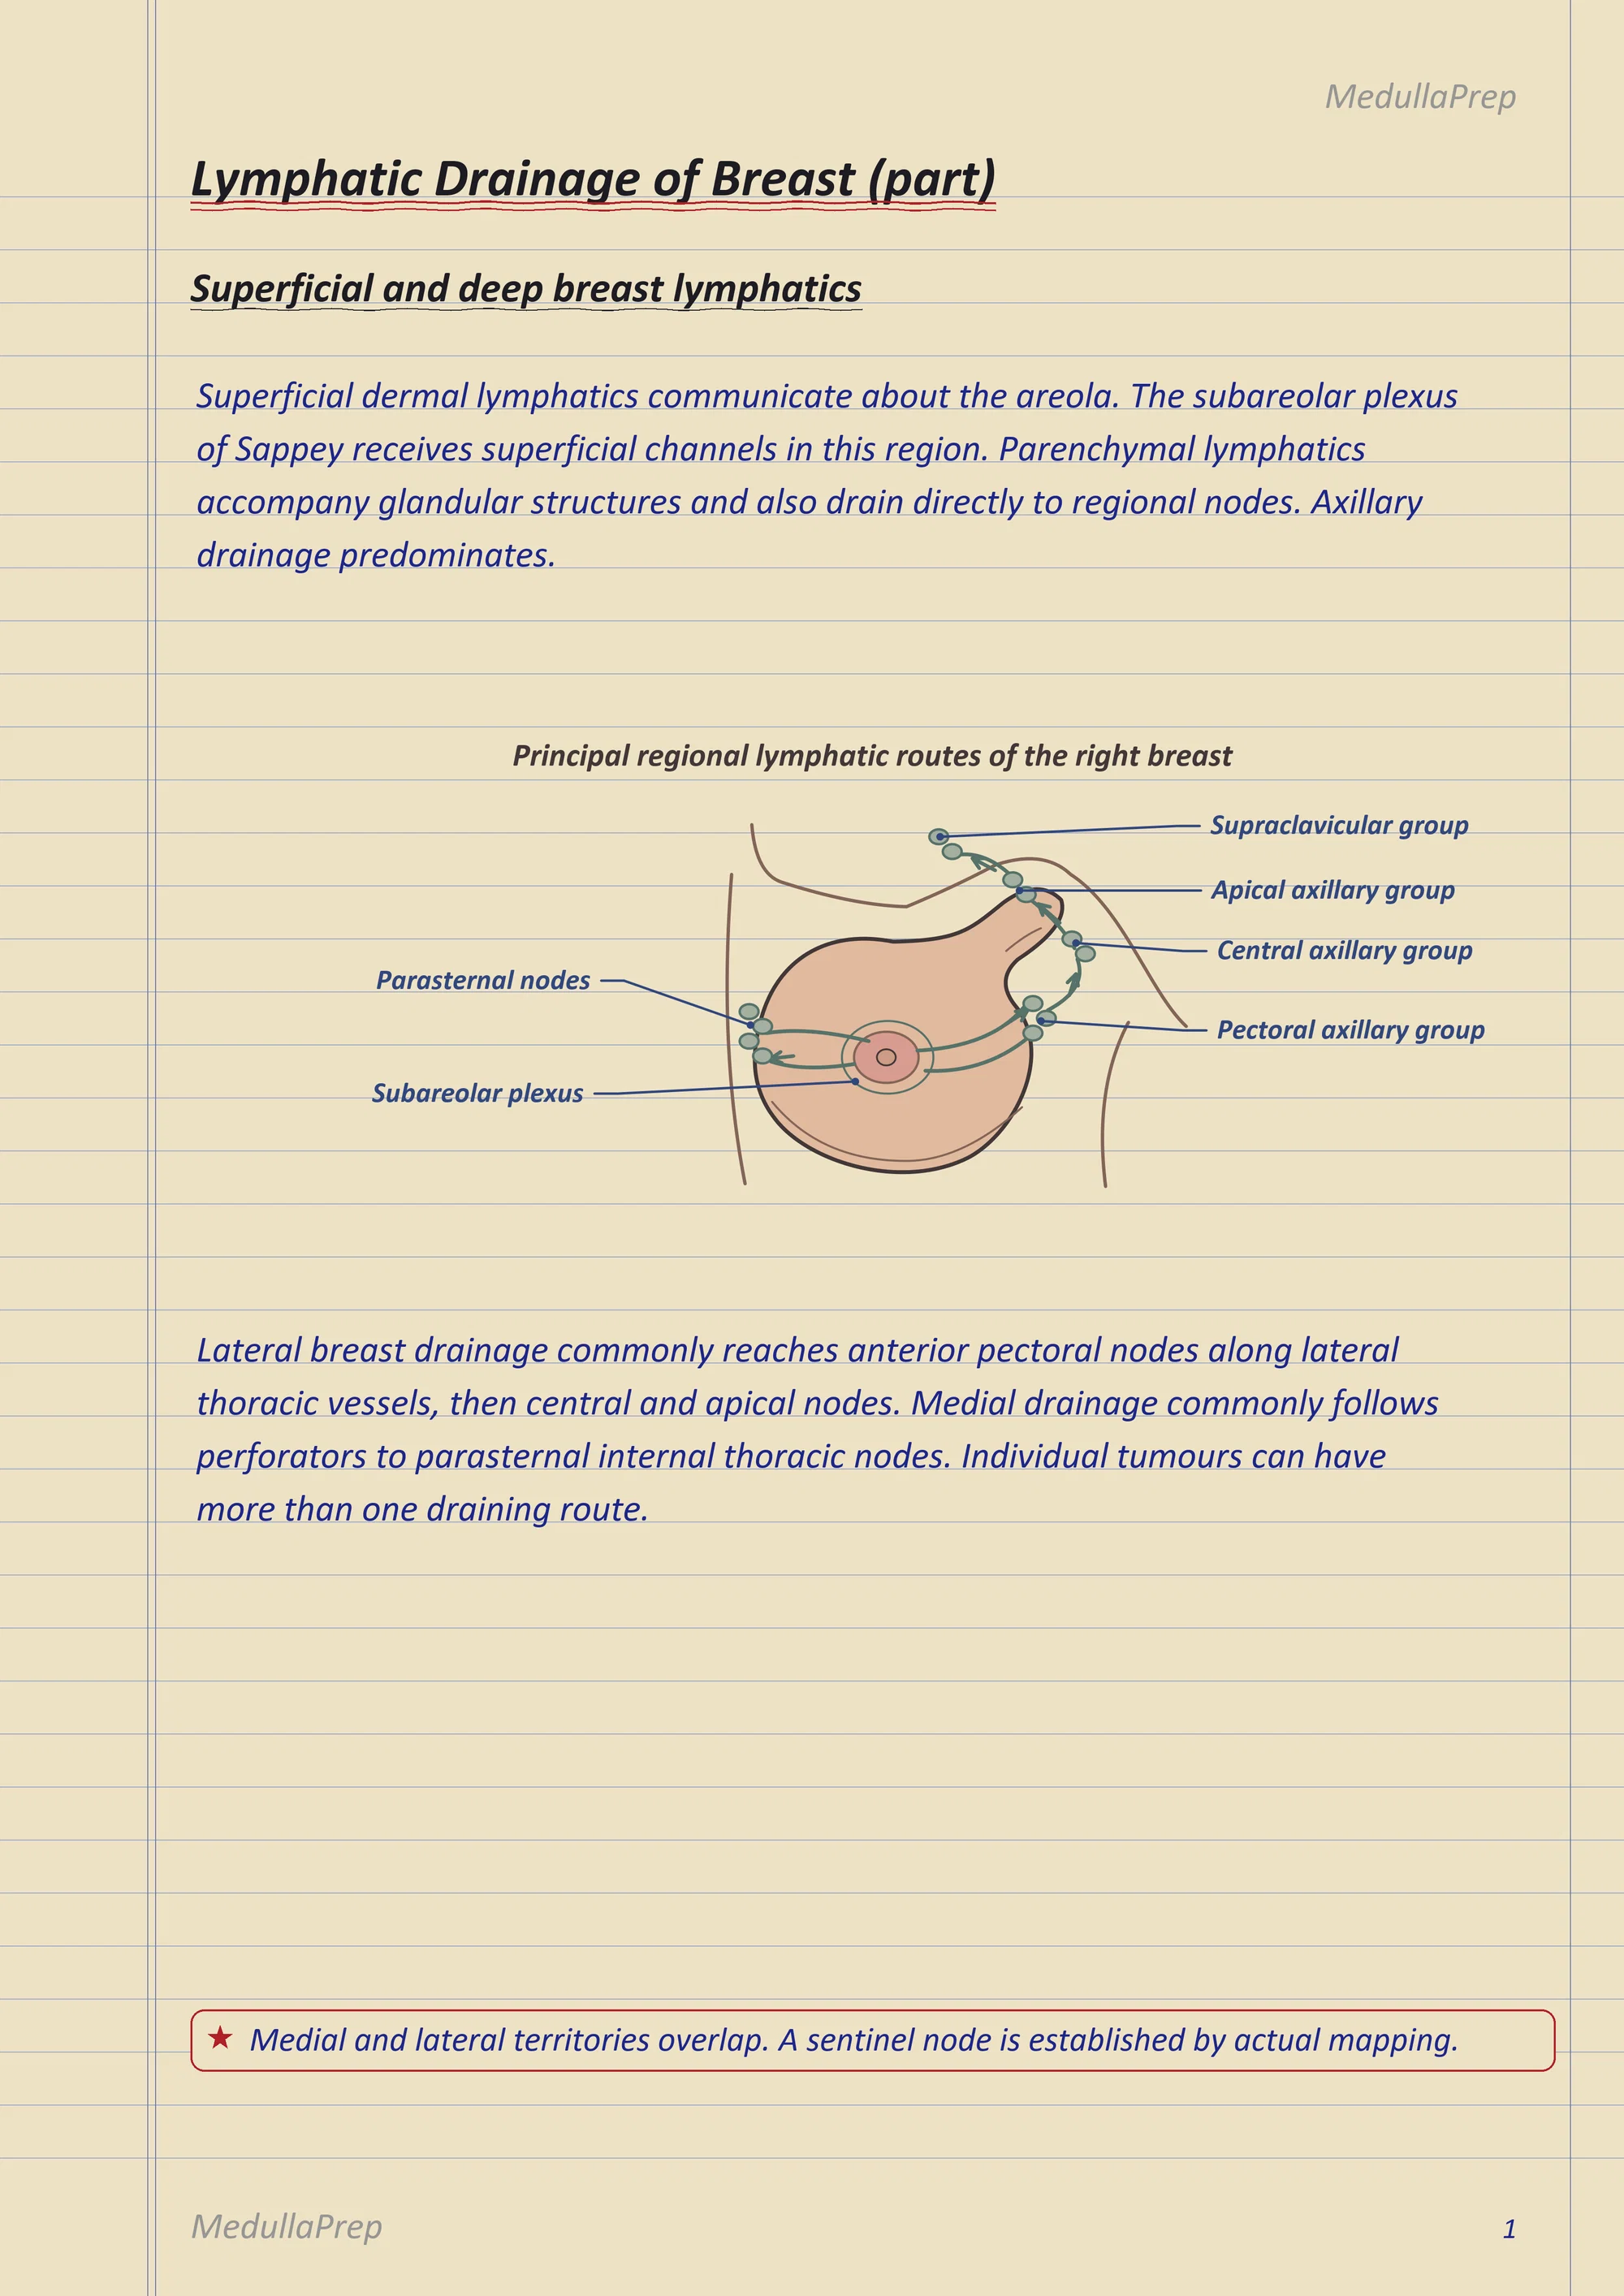 MedullaPrep
Lymphatic Drainage of Breast (part)
Superficial and deep breast lymphatics
Superficial dermal lymphatics communicate about the areola. The subareolar plexus
of Sappey receives superficial channels in this region. Parenchymal lymphatics
accompany glandular structures and also drain directly to regional nodes. Axillary
drainage predominates.
Principal regional lymphatic routes of the right breast
Supraclavicular group
Apical axillary group
Central axillary group
Parasternal nodes
Pectoral axillary group
Subareolar plexus
Lateral breast drainage commonly reaches anterior pectoral nodes along lateral
thoracic vessels, then central and apical nodes. Medial drainage commonly follows
perforators to parasternal internal thoracic nodes. Individual tumours can have
more than one draining route.
★ Medial and lateral territories overlap. A sentinel node is established by actual mapping.
MedullaPrep
1